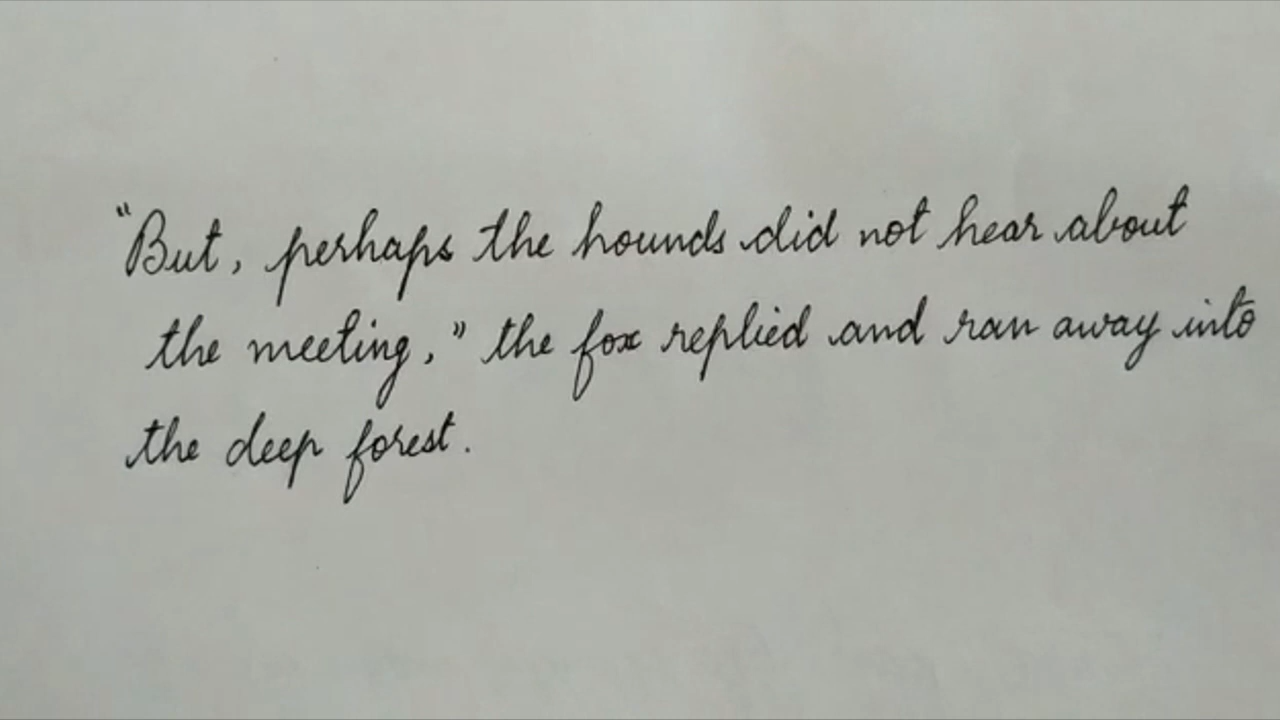 “But, perhaps the hounds did not hear about
the meeting,” the fox replied and ran away into
the deep forest.